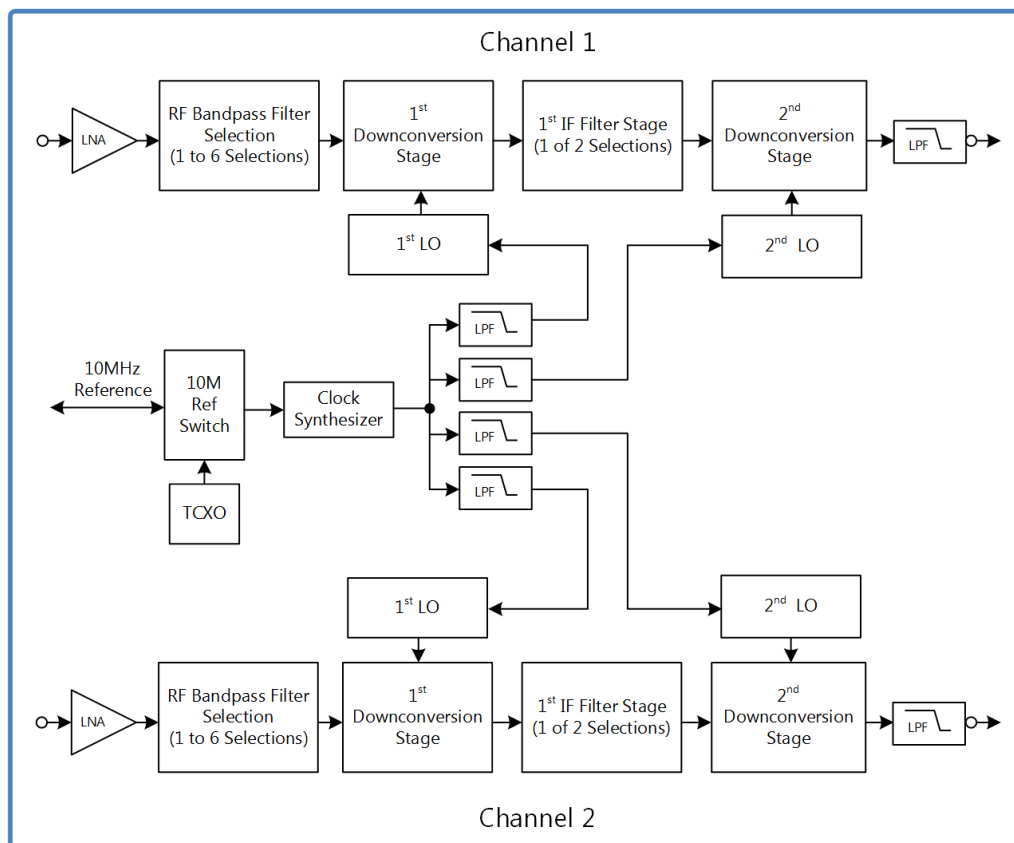 Channel 1
LNA
RF Bandpass Filter
Selection
(1 to 6 Selections)
1st
Downconversion
Stage
1st IF Filter Stage
(1 of 2 Selections)
2nd
Downconversion
Stage
LPF
1st LO
2nd LO
LPF
LPF
LPF
LPF
10MHz
Reference
10M
Ref
Switch
Clock
Synthesizer
TCXO
1st LO
2nd LO
LNA
RF Bandpass Filter
Selection
(1 to 6 Selections)
1st
Downconversion
Stage
1st IF Filter Stage
(1 of 2 Selections)
2nd
Downconversion
Stage
LPF
Channel 2